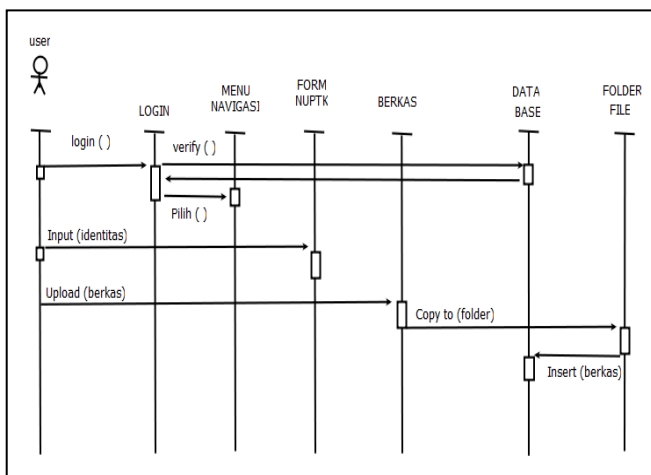 user
LOGIN
MENU
NAVIGASI
FORM
NUPTK
BERKAS
DATA
BASE
FOLDER
FILE
login ( )
verify ( )
Pilih ( )
Input (identitas)
Upload (berkas)
Copy to (folder)
Insert (berkas)